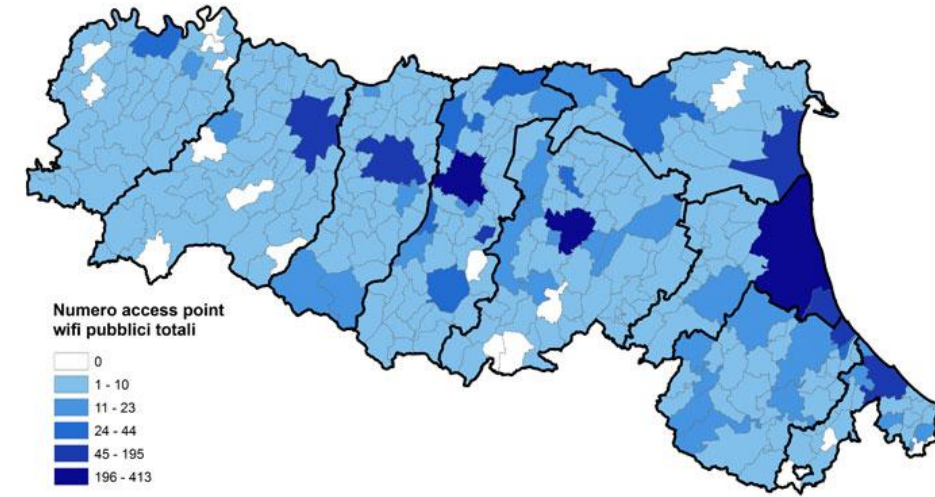 Numero access point
wifi pubblici totali
0
1 - 10
11 - 23
24 - 44
45 - 195
196 - 413